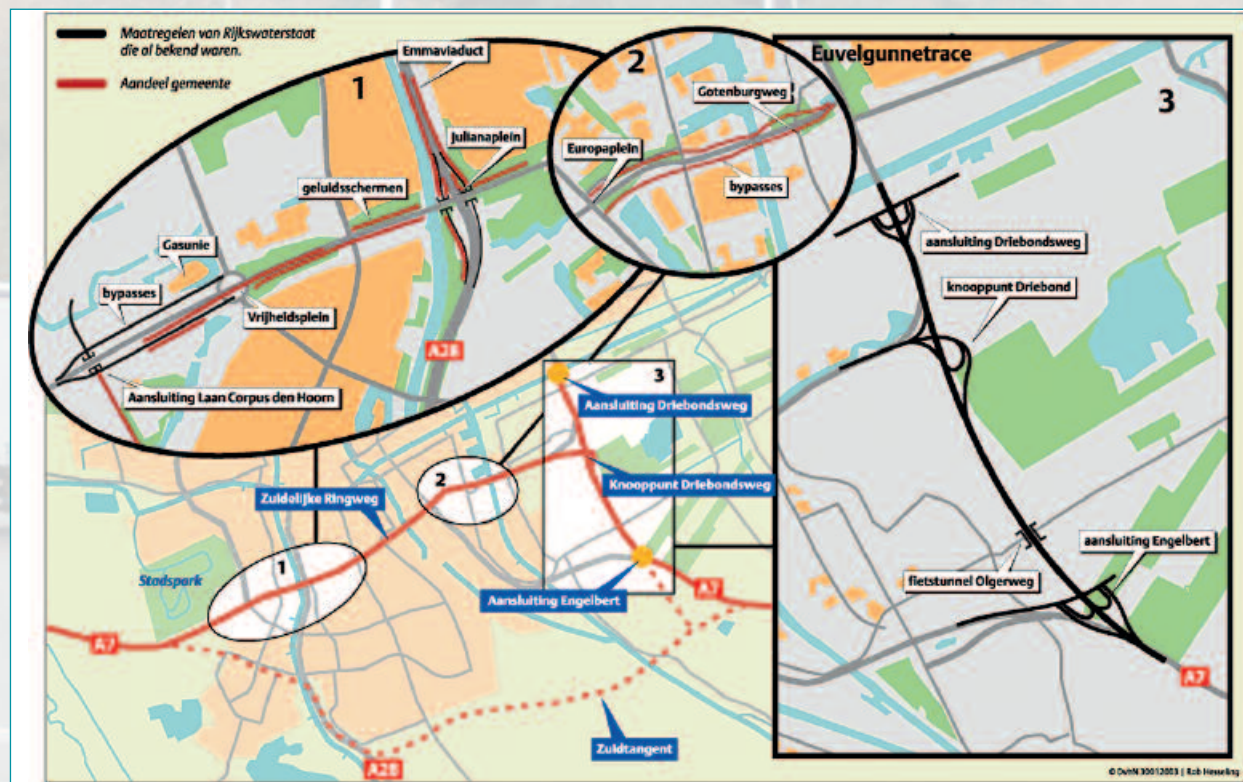 Maatregelen van Rijkswaterstaat
die al bekend waren.
Aandeel gemeente
1
Emmaviaduct
Julianaplein
geluidsschermen
Gasunie
bypasses
Vrijheidsplein
A28
Aansluiting Laan Corpus den Hoorn
2
Gotenburgweg
Europaplein
bypasses
Euvelgunnetrace
3
aansluiting Driebondsweg
knooppunt Driebond
fietstunnel Olgerweg
aansluiting Engelbert
A7
3
Aansluiting Driebondsweg
2
Knooppunt Driebondsweg
Zuidelijke Ringweg
1
Stadspark
Aansluiting Engelbert
A7
A7
Zuidtangent
A28
© DvhN 30012003 | Rob Hesseling